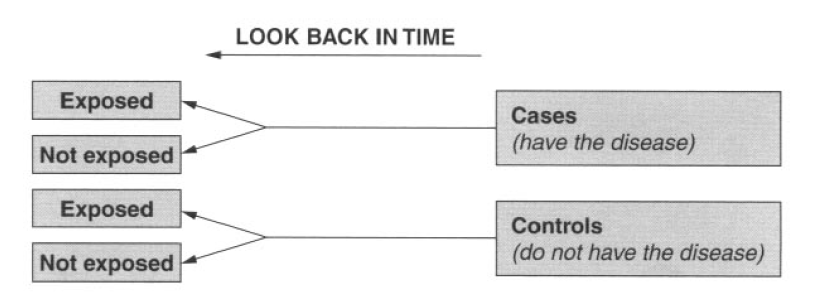 LOOK BACK IN TIME
Exposed
Not exposed
Cases
(have the disease)
Exposed
Not exposed
Controls
(do not have the disease)